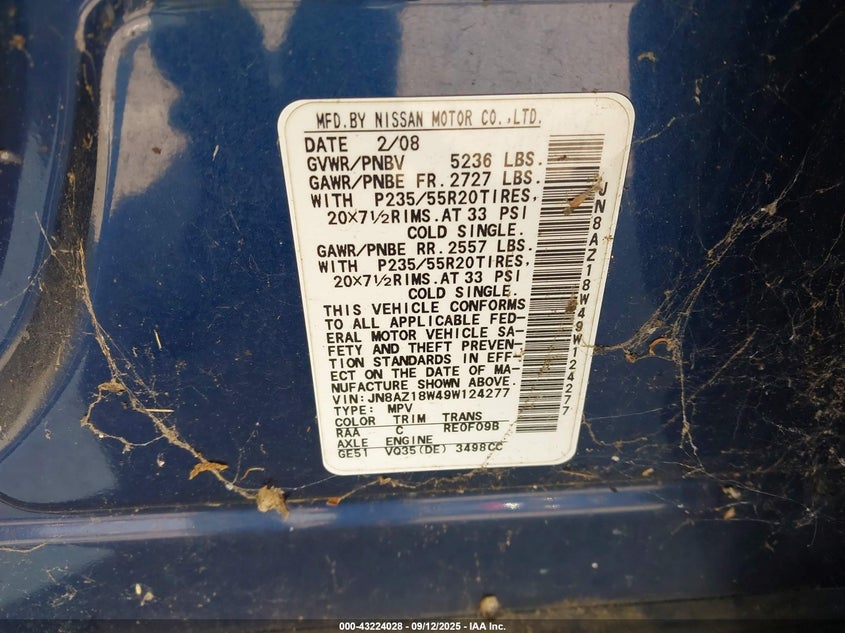 MFD.BY NISSAN MOTOR CO.,LTD.
DATE 2/08
GVWR/PNBV 5236 LBS.
GAWR/PNBE FR.2727 LBS.
WITH P235/55R20TIRES,
20X7½RIMS.AT 33 PSI
COLD SINGLE.
GAWR/PNBE RR.2557 LBS.
WITH P235/55R20TIRES,
20X7½RIMS.AT 33 PSI
COLD SINGLE.
THIS VEHICLE CONFORMS
TO ALL APPLICABLE FED-
ERAL MOTOR VEHICLE SA-
FETY AND THEFT PREVEN-
TION STANDARDS IN EFF-
ECT ON THE DATE OF MA-
NUFACTURE SHOWN ABOVE.
VIN:JN8AZ18W49W124277
TYPE: MPV
COLOR TRIM TRANS
RAA C RE0F09B
AXLE ENGINE
GE51 VQ35(DE) 3498CC
JN8AZ18W49W124277
000-43224028 - 09/12/2025 - IAA Inc.